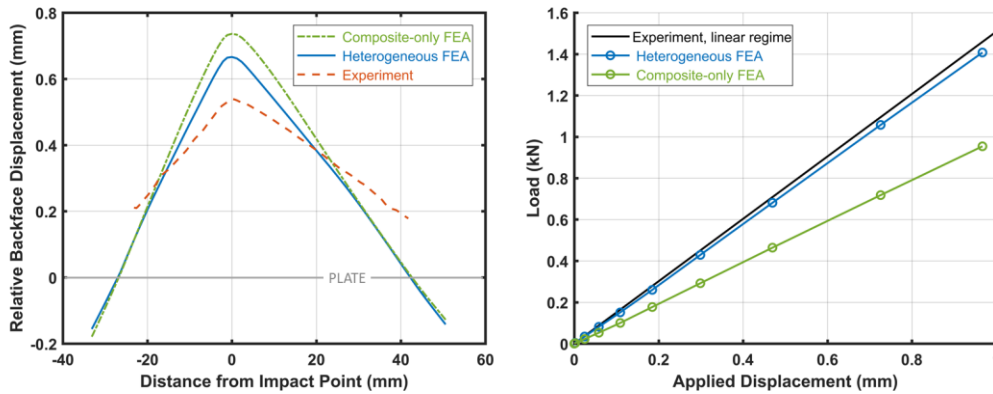 0.8
0.6
0.4
0.2
0
-0.2
-40
-20
0
20
40
60
Relative Backface Displacement (mm)
Distance from Impact Point (mm)
Composite-only FEA
Heterogeneous FEA
Experiment
PLATE
1.6
1.4
1.2
1
0.8
0.6
0.4
0.2
0
0
0.2
0.4
0.6
0.8
Load (kN)
Applied Displacement (mm)
Experiment, linear regime
Heterogeneous FEA
Composite-only FEA